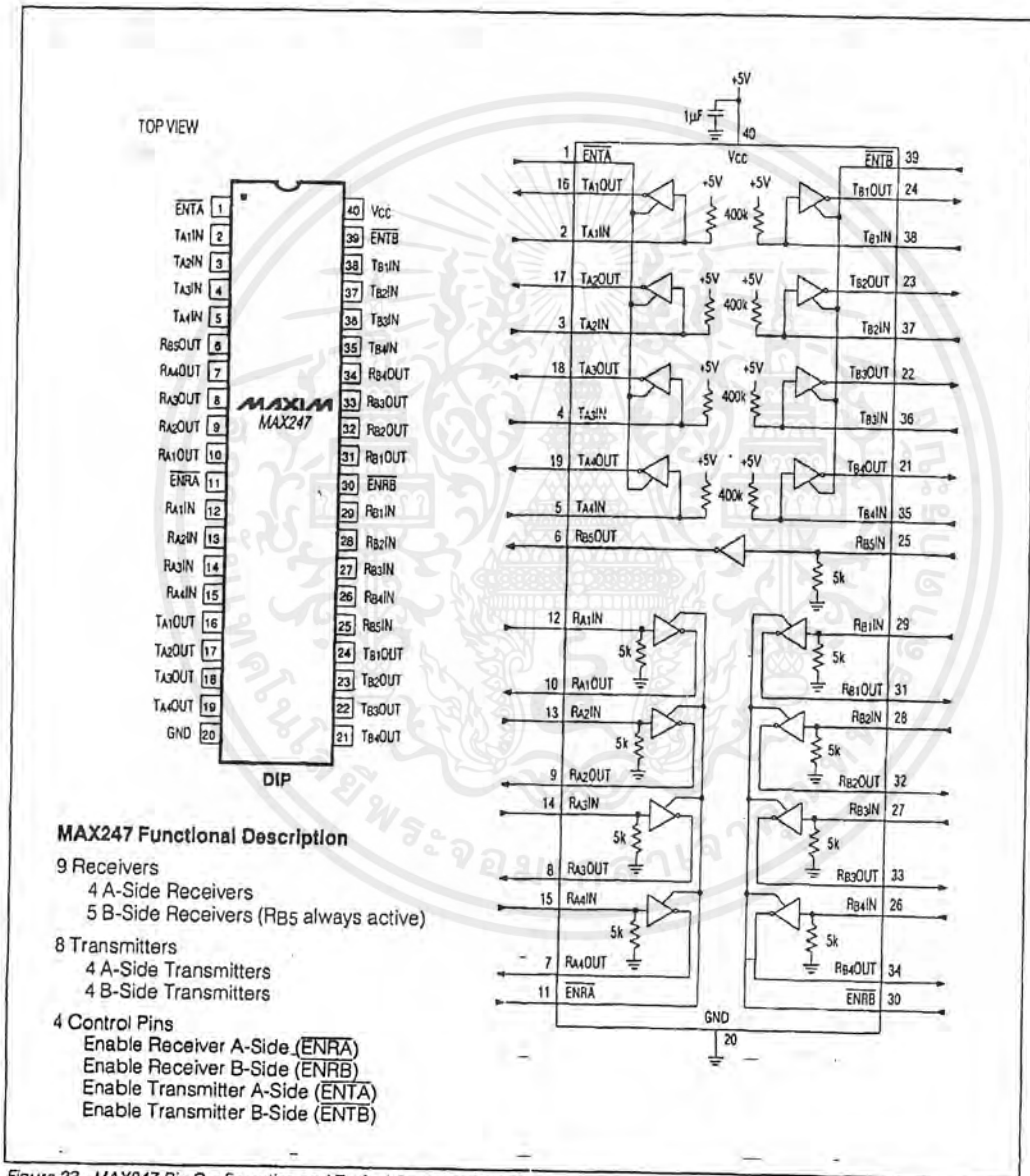 TOP VIEW
ENTA 1
TA1IN 2
TA2IN 3
TA3IN 4
TA4IN 5
RB5OUT 6
RA4OUT 7
RA3OUT 8
RA2OUT 9
RA1OUT 10
ENRA 11
RA1IN 12
RA2IN 13
RA3IN 14
RA4IN 15
TA1OUT 16
TA2OUT 17
TA3OUT 18
TA4OUT 19
GND 20
MAXIM
MAX247
40 VCC
39 ENTB
38 TB1IN
37 TB2IN
36 TB3IN
35 TB4IN
34 RB4OUT
33 RB3OUT
32 RB2OUT
31 RB1OUT
30 ENRB
29 RB1IN
28 RB2IN
27 RB3IN
26 RB4IN
25 RB5IN
24 TB1OUT
23 TB2OUT
22 TB3OUT
21 TB4OUT
DIP
MAX247 Functional Description
9 Receivers
4 A-Side Receivers
5 B-Side Receivers (RB5 always active)
8 Transmitters
4 A-Side Transmitters
4 B-Side Transmitters
4 Control Pins
Enable Receiver A-Side (ENRA)
Enable Receiver B-Side (ENRB)
Enable Transmitter A-Side (ENTA)
Enable Transmitter B-Side (ENTB)
+5V
1µF
40
VCC
1 ENTA
ENTB 39
16 TA1OUT
+5V +5V
TB1OUT 24
400k
2 TA1IN
TB1IN 38
17 TA2OUT
+5V +5V
TB2OUT 23
400k
3 TA2IN
TB2IN 37
18 TA3OUT
+5V +5V
TB3OUT 22
400k
4 TA3IN
TB3IN 36
19 TA4OUT
+5V +5V
TB4OUT 21
400k
5 TA4IN
TB4IN 35
6 RB5OUT
RB5IN 25
5k
12 RA1IN
RB1IN 29
5k 5k
10 RA1OUT
RB1OUT 31
13 RA2IN
RB2IN 28
5k 5k
9 RA2OUT
RB2OUT 32
14 RA3IN
RB3IN 27
5k 5k
8 RA3OUT
RB3OUT 33
15 RA4IN
RB4IN 26
5k 5k
7 RA4OUT
RB4OUT 34
11 ENRA
ENRB 30
GND
20